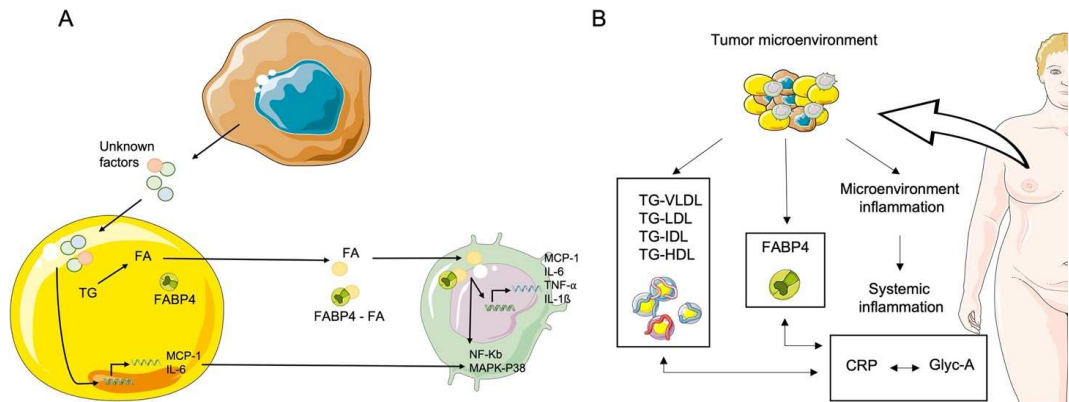 A
Unknown
factors
FA
TG
FABP4
MCP-1
IL-6
FA
FABP4 - FA
MCP-1
IL-6
TNF-α
IL-1ß
NF-Kb
MAPK-P38
B
Tumor microenvironment
TG-VLDL
TG-LDL
TG-IDL
TG-HDL
FABP4
Microenvironment
inflammation
Systemic
inflammation
CRP
Glyc-A